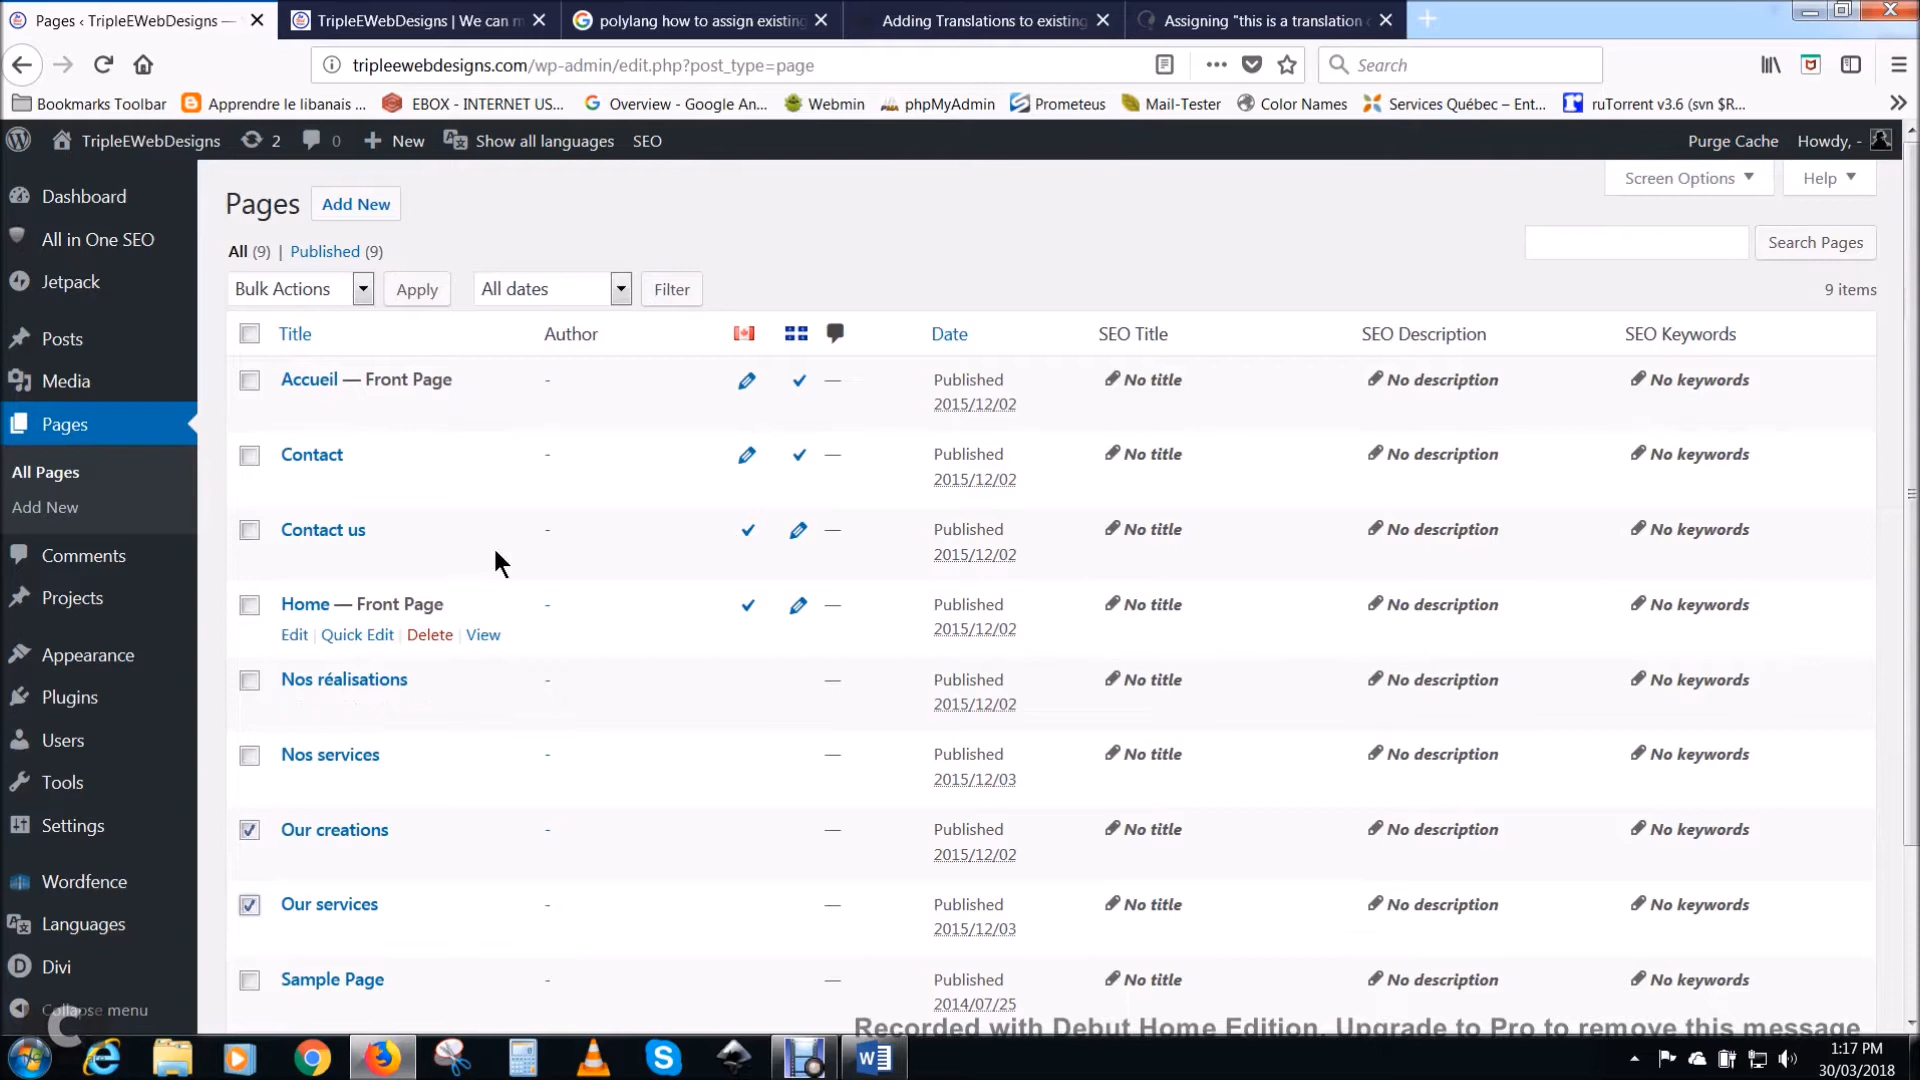 Pages ‹ TripleEWebDesigns —
TripleEWebDesigns | We can m
polylang how to assign existing
Adding Translations to existing
Assigning "this is a translation
tripleewebdesigns.com/wp-admin/edit.php?post_type=page
Search
Bookmarks Toolbar
Apprendre le libanais ...
EBOX - INTERNET US...
Overview - Google An...
Webmin
phpMyAdmin
Prometeus
Mail-Tester
Color Names
Services Québec – Ent...
ruTorrent v3.6 (svn $R...
TripleEWebDesigns
2
0
New
Show all languages
SEO
Purge Cache
Howdy, -
Dashboard
All in One SEO
Jetpack
Posts
Media
Pages
All Pages
Add New
Comments
Projects
Appearance
Plugins
Users
Tools
Settings
Wordfence
Languages
Divi
Collapse menu
Pages
Add New
Screen Options
Help
All (9) | Published (9)
Search Pages
Bulk Actions
Apply
All dates
Filter
9 items
Title
Author
Date
SEO Title
SEO Description
SEO Keywords
Accueil — Front Page
-
—
Published
2015/12/02
No title
No description
No keywords
Contact
-
—
Published
2015/12/02
No title
No description
No keywords
Contact us
-
—
Published
2015/12/02
No title
No description
No keywords
Home — Front Page
Edit | Quick Edit | Delete | View
-
—
Published
2015/12/02
No title
No description
No keywords
Nos réalisations
-
—
Published
2015/12/02
No title
No description
No keywords
Nos services
-
—
Published
2015/12/03
No title
No description
No keywords
Our creations
-
—
Published
2015/12/02
No title
No description
No keywords
Our services
-
—
Published
2015/12/03
No title
No description
No keywords
Sample Page
-
—
Published
2014/07/25
No title
No description
No keywords
Recorded with Debut Home Edition. Upgrade to Pro to remove this message
1:17 PM
30/03/2018